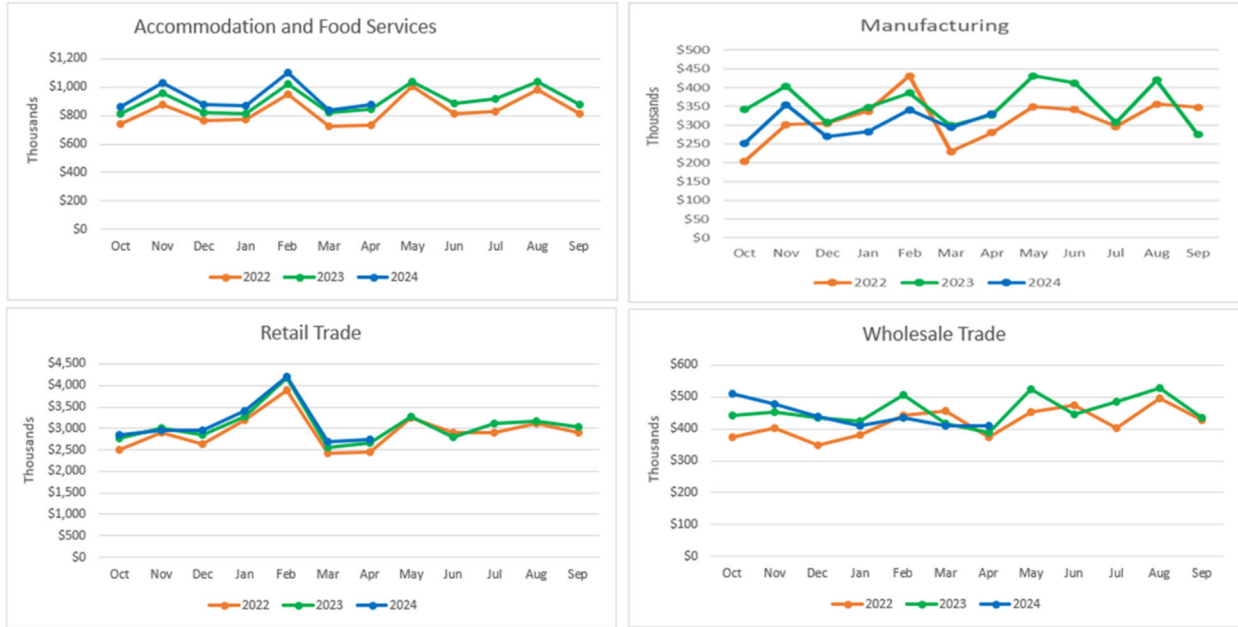 Accommodation and Food Services
$1,200
$1,000
$800
$600
$400
$200
$0
Thousands
Oct Nov Dec Jan Feb Mar Apr May Jun Jul Aug Sep
2022 2023 2024
Manufacturing
$500
$450
$400
$350
$300
$250
$200
$150
$100
$50
$0
Thousands
Oct Nov Dec Jan Feb Mar Apr May Jun Jul Aug Sep
2022 2023 2024
Retail Trade
$4,500
$4,000
$3,500
$3,000
$2,500
$2,000
$1,500
$1,000
$500
$0
Thousands
Oct Nov Dec Jan Feb Mar Apr May Jun Jul Aug Sep
2022 2023 2024
Wholesale Trade
$600
$500
$400
$300
$200
$100
$0
Thousands
Oct Nov Dec Jan Feb Mar Apr May Jun Jul Aug Sep
2022 2023 2024